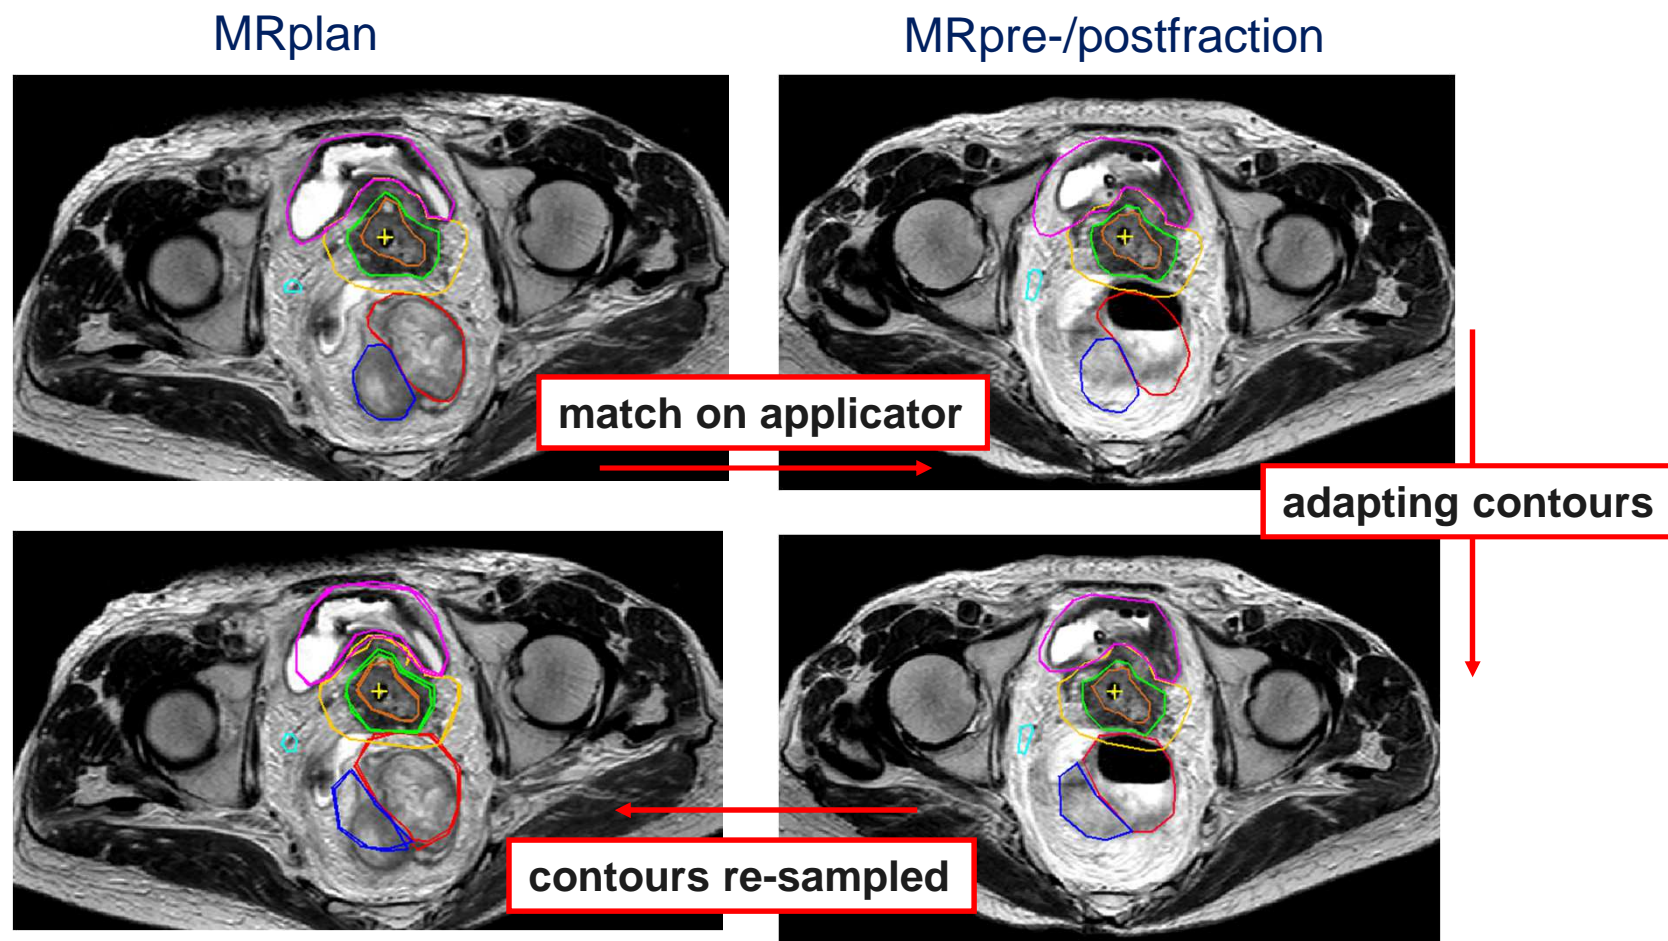 MRplan
MRpre-/postfraction
match on applicator
adapting contours
contours re-sampled